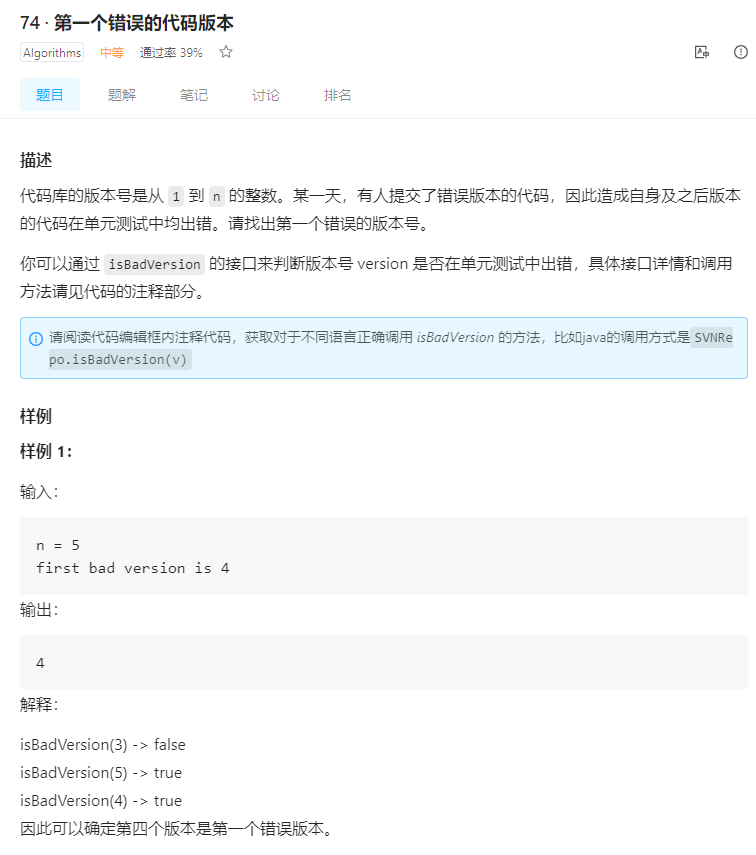 74 · 第一个错误的代码版本
Algorithms 中等 通过率 39%
题目 题解 笔记 讨论 排名
描述
代码库的版本号是从 1 到 n 的整数。某一天，有人提交了错误版本的代码，因此造成自身及之后版本
的代码在单元测试中均出错。请找出第一个错误的版本号。
你可以通过 isBadVersion 的接口来判断版本号 version 是否在单元测试中出错，具体接口详情和调用
方法请见代码的注释部分。
请阅读代码编辑框内注释代码，获取对于不同语言正确调用 isBadVersion 的方法，比如java的调用方式是 SVNRe
po.isBadVersion(v)
样例
样例 1：
输入：
n = 5
first bad version is 4
输出：
4
解释：
isBadVersion(3) -> false
isBadVersion(5) -> true
isBadVersion(4) -> true
因此可以确定第四个版本是第一个错误版本。